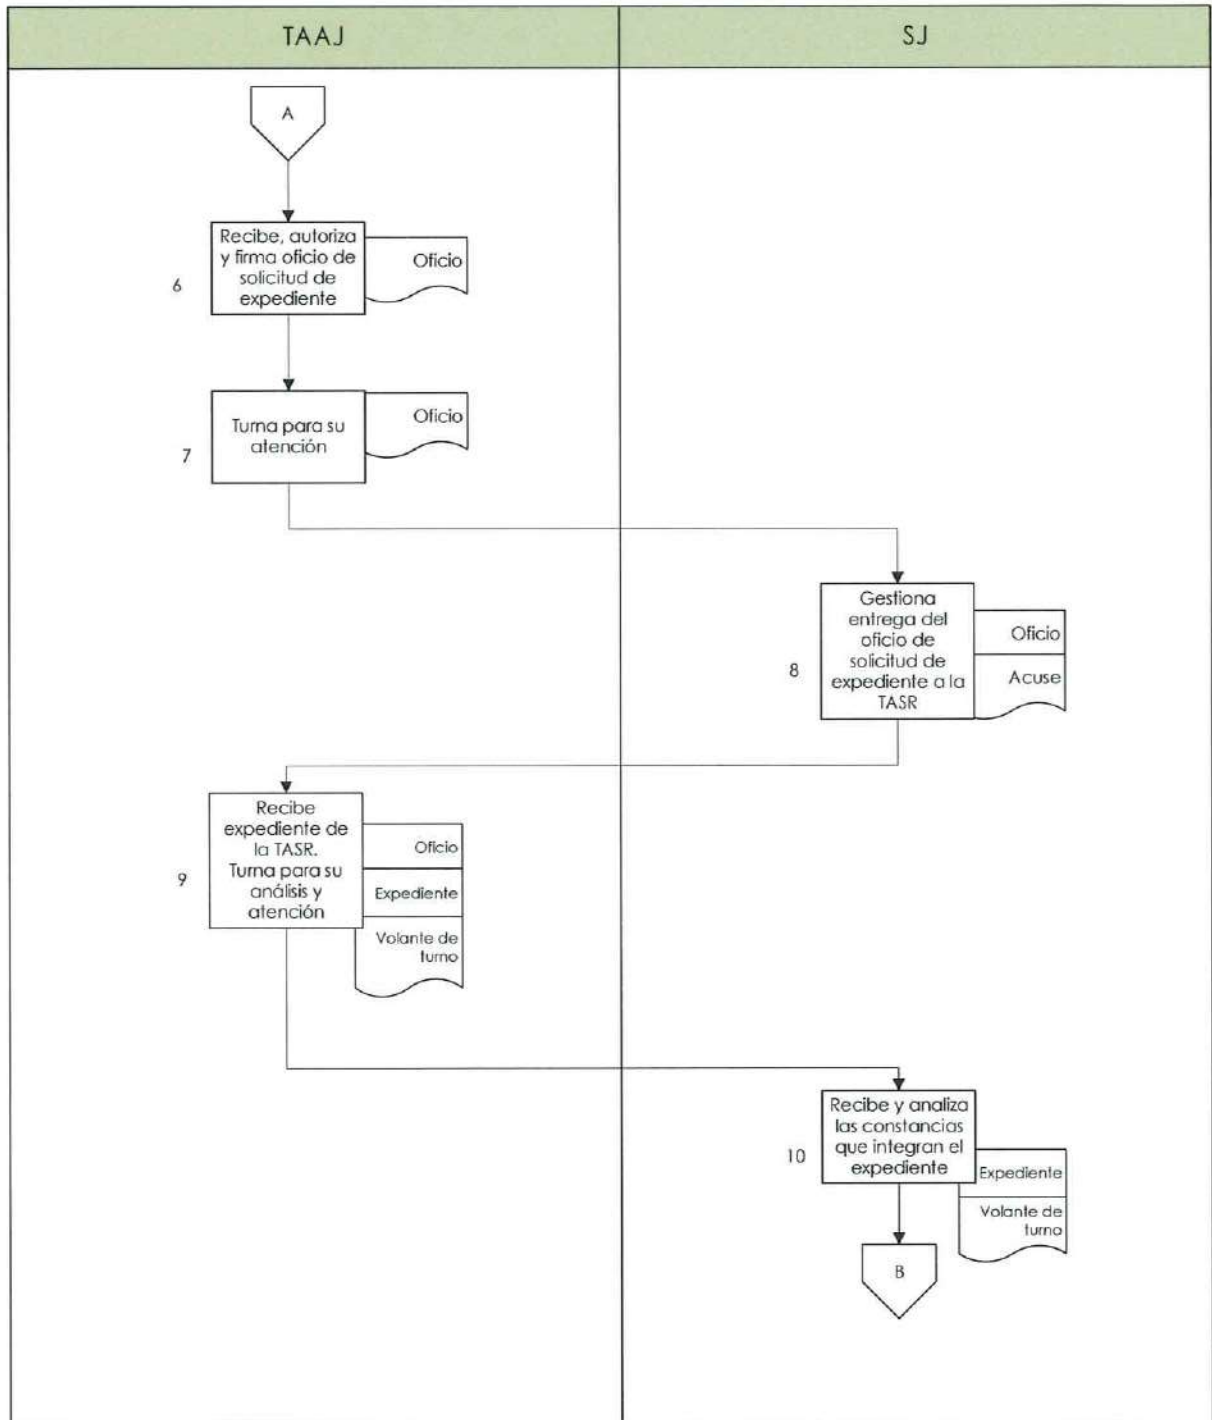 TAAJ
SJ
A
Recibe, autoriza
y firma oficio de
solicitud de
expediente
Oficio
6
Turna para su
atención
Oficio
7
Gestiona
entrega del
oficio de
solicitud de
expediente a la
TASR
Oficio
Acuse
8
Recibe
expediente de
la TASR.
Turna para su
análisis y
atención
Oficio
Expediente
Volante de
turno
9
Recibe y analiza
las constancias
que integran el
expediente
Expediente
Volante de
turno
10
B